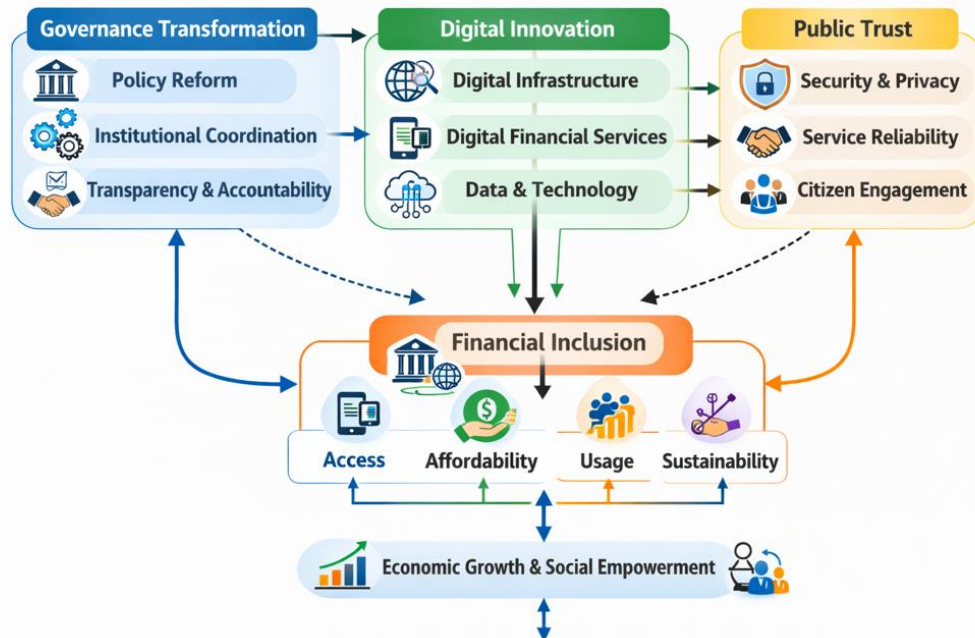 Governance Transformation
Policy Reform
Institutional Coordination
Transparency & Accountability
Digital Innovation
Digital Infrastructure
Digital Financial Services
Data & Technology
Public Trust
Security & Privacy
Service Reliability
Citizen Engagement
Financial Inclusion
$
Access
Affordability
Usage
Sustainability
Economic Growth & Social Empowerment